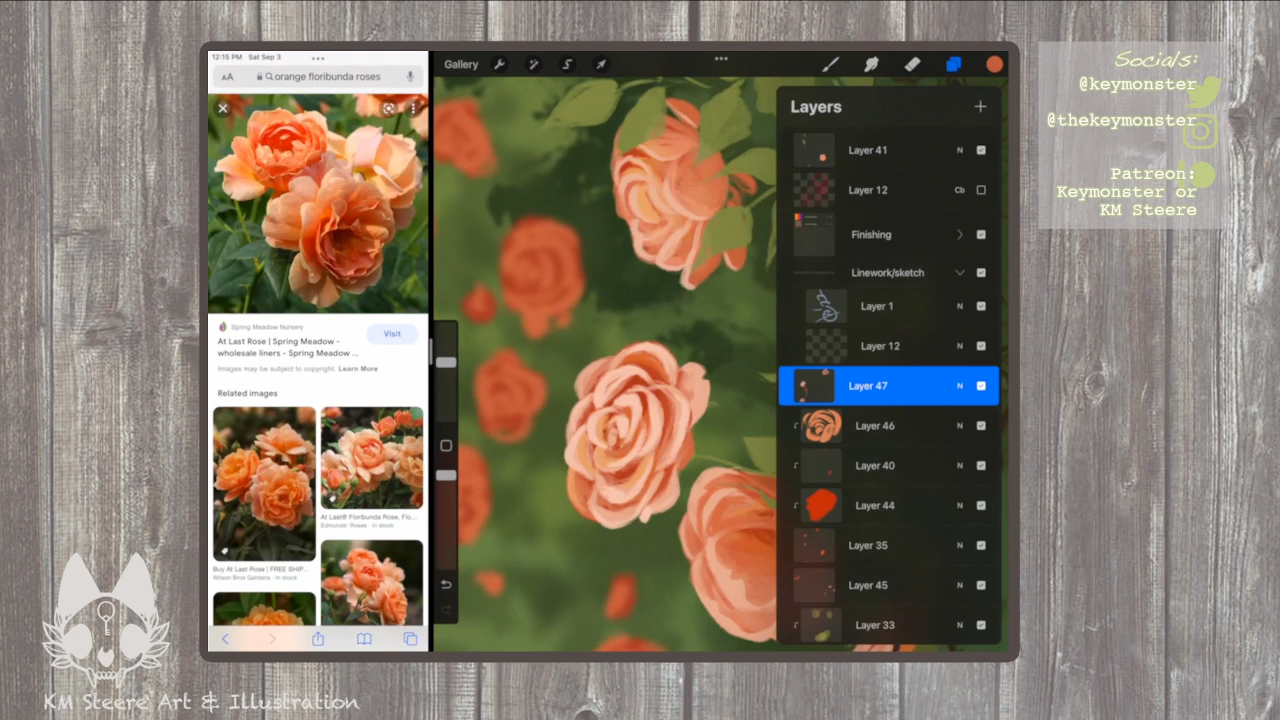 12:15 PM Sat Sep 3
AA
orange floribunda roses
Spring Meadow Nursery
At Last Rose | Spring Meadow -
wholesale liners - Spring Meadow ...
Visit
Images may be subject to copyright. Learn More
Related images
At Last® Floribunda Rose, Flo...
Edmunds' Roses · In stock
Buy At Last Rose | FREE SHIP...
Wilson Bros Gardens · In stock
Gallery
Layers
Layer 41 N
Layer 12 Cb
Finishing
Linework/sketch
Layer 1 N
Layer 12 N
Layer 47 N
Layer 46 N
Layer 40 N
Layer 44 N
Layer 35 N
Layer 45 N
Layer 33 N
Socials:
@keymonster
@thekeymonster
Patreon:
Keymonster or
KM Steere
KM Steere Art & Illustration